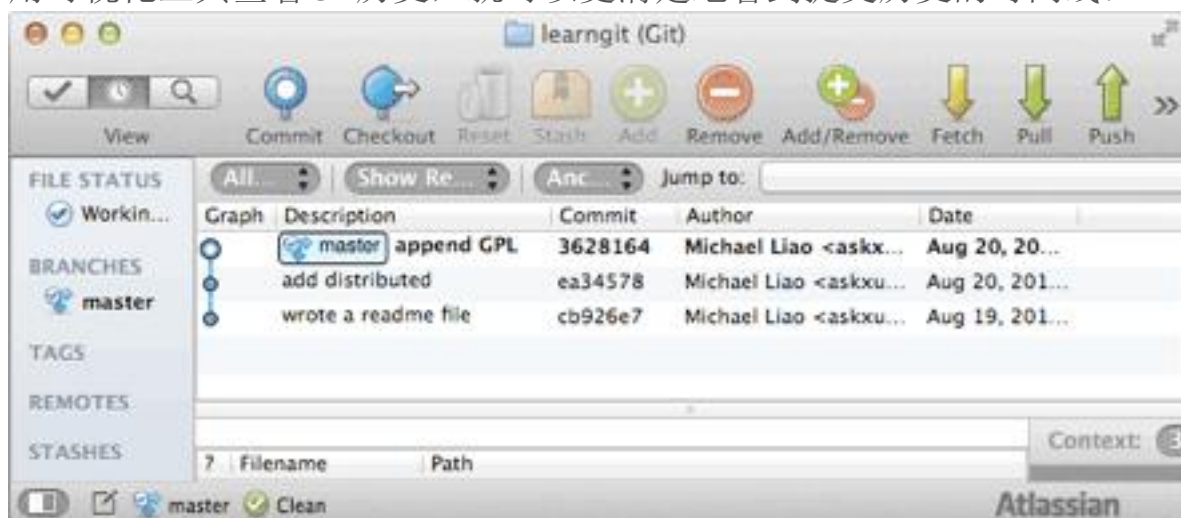 learngit (Git)
View Commit Checkout Reset Stash Add Remove Add/Remove Fetch Pull Push
FILE STATUS All... Show Re... Anc... Jump to:
Workin... Graph Description Commit Author Date
master append GPL 3628164 Michael Liao <askx... Aug 20, 20...
BRANCHES add distributed ea34578 Michael Liao <askxu... Aug 20, 201...
master wrote a readme file cb926e7 Michael Liao <askxu... Aug 19, 201...
TAGS
REMOTES
STASHES Context:
? Filename Path
master Clean Atlassian